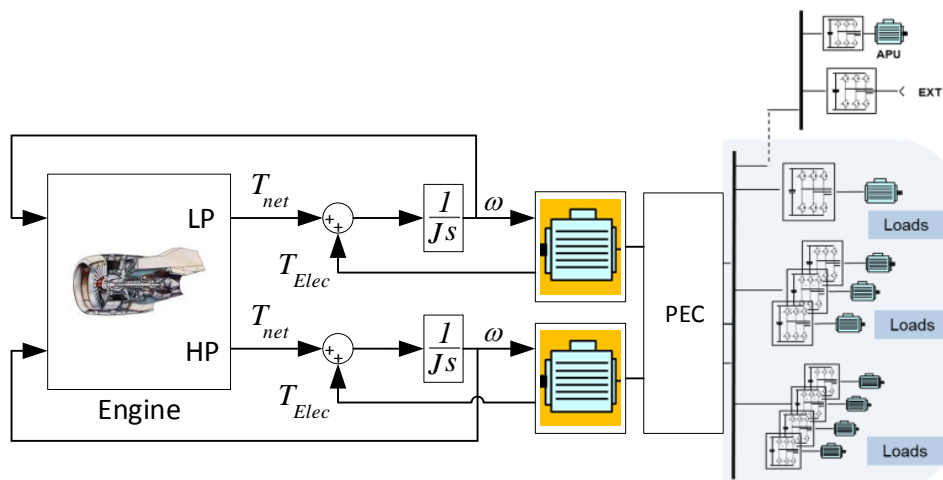 APU
EXT
LP
T_net
+
+
1
Js
ω
T_Elec
Loads
PEC
HP
T_net
+
+
1
Js
ω
T_Elec
Loads
Engine
Loads